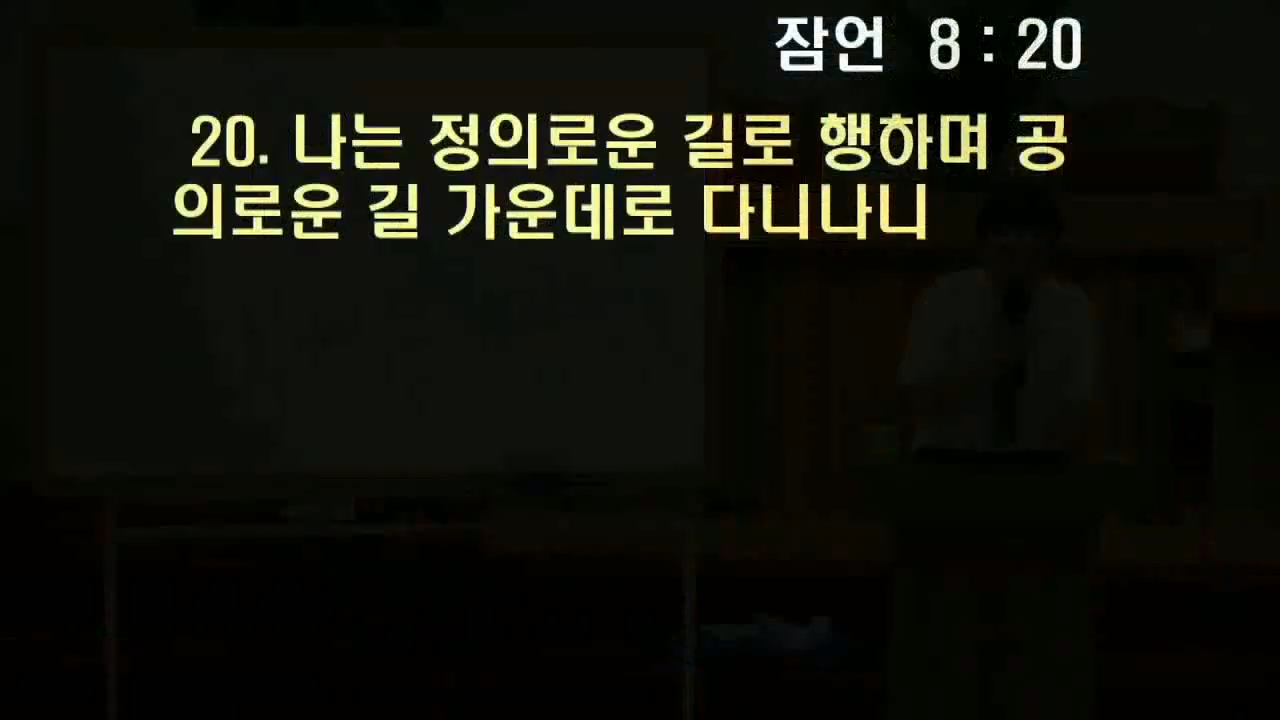 잠언 8 : 20
20. 나는 정의로운 길로 행하며 공
의로운 길 가운데로 다니나니